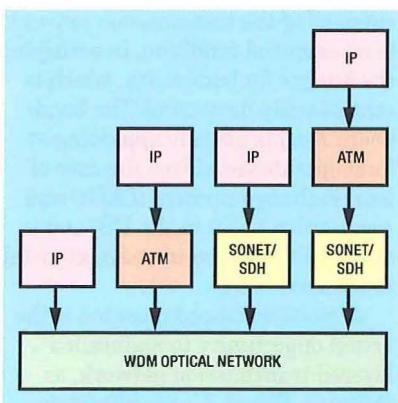 IP
IP
IP
ATM
IP
ATM
SONET/
SDH
SONET/
SDH
WDM OPTICAL NETWORK